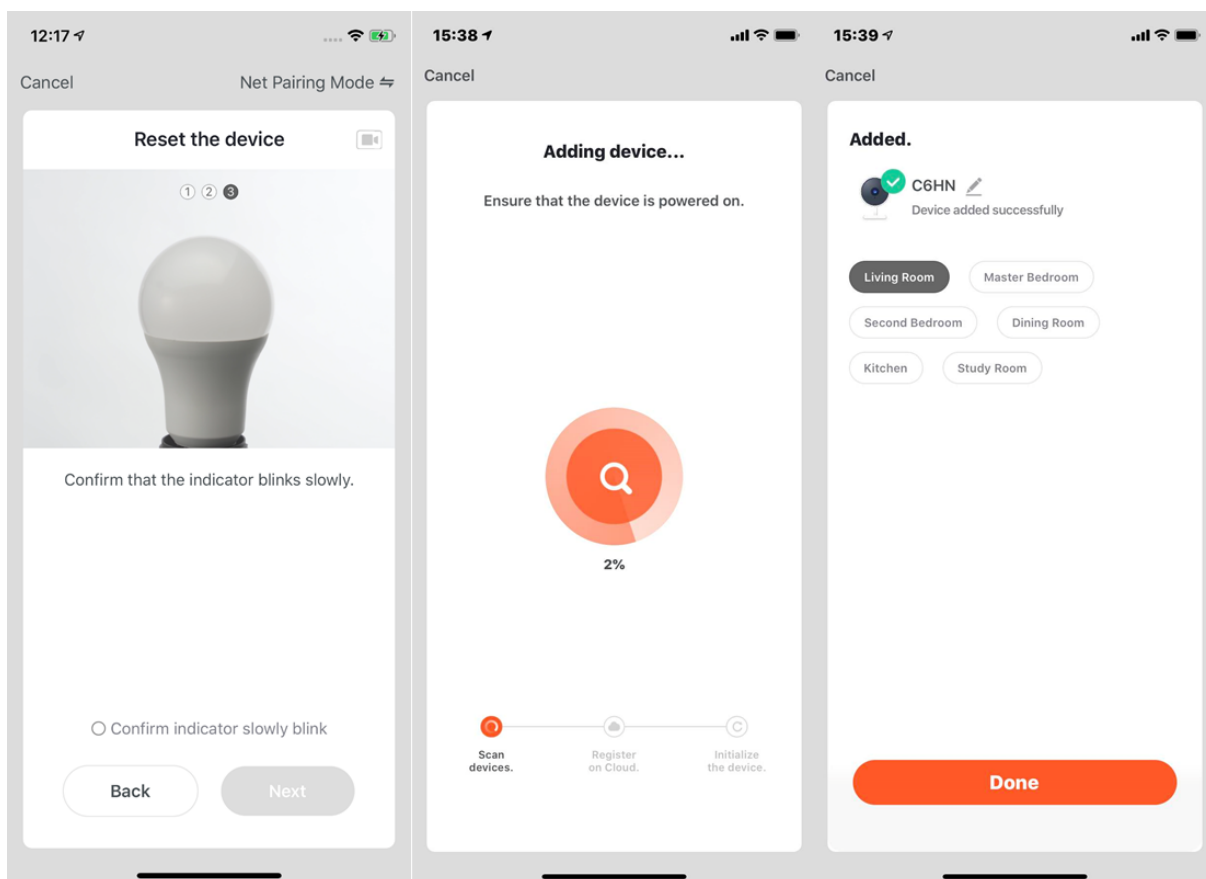 12:17
Cancel
Net Pairing Mode
Reset the device
1 2 3
Confirm that the indicator blinks slowly.
Confirm indicator slowly blink
Back
Next
15:38
Cancel
Adding device...
Ensure that the device is powered on.
2%
Scan
devices.
Register
on Cloud.
Initialize
the device.
15:39
Cancel
Added.
C6HN
Device added successfully
Living Room
Master Bedroom
Second Bedroom
Dining Room
Kitchen
Study Room
Done